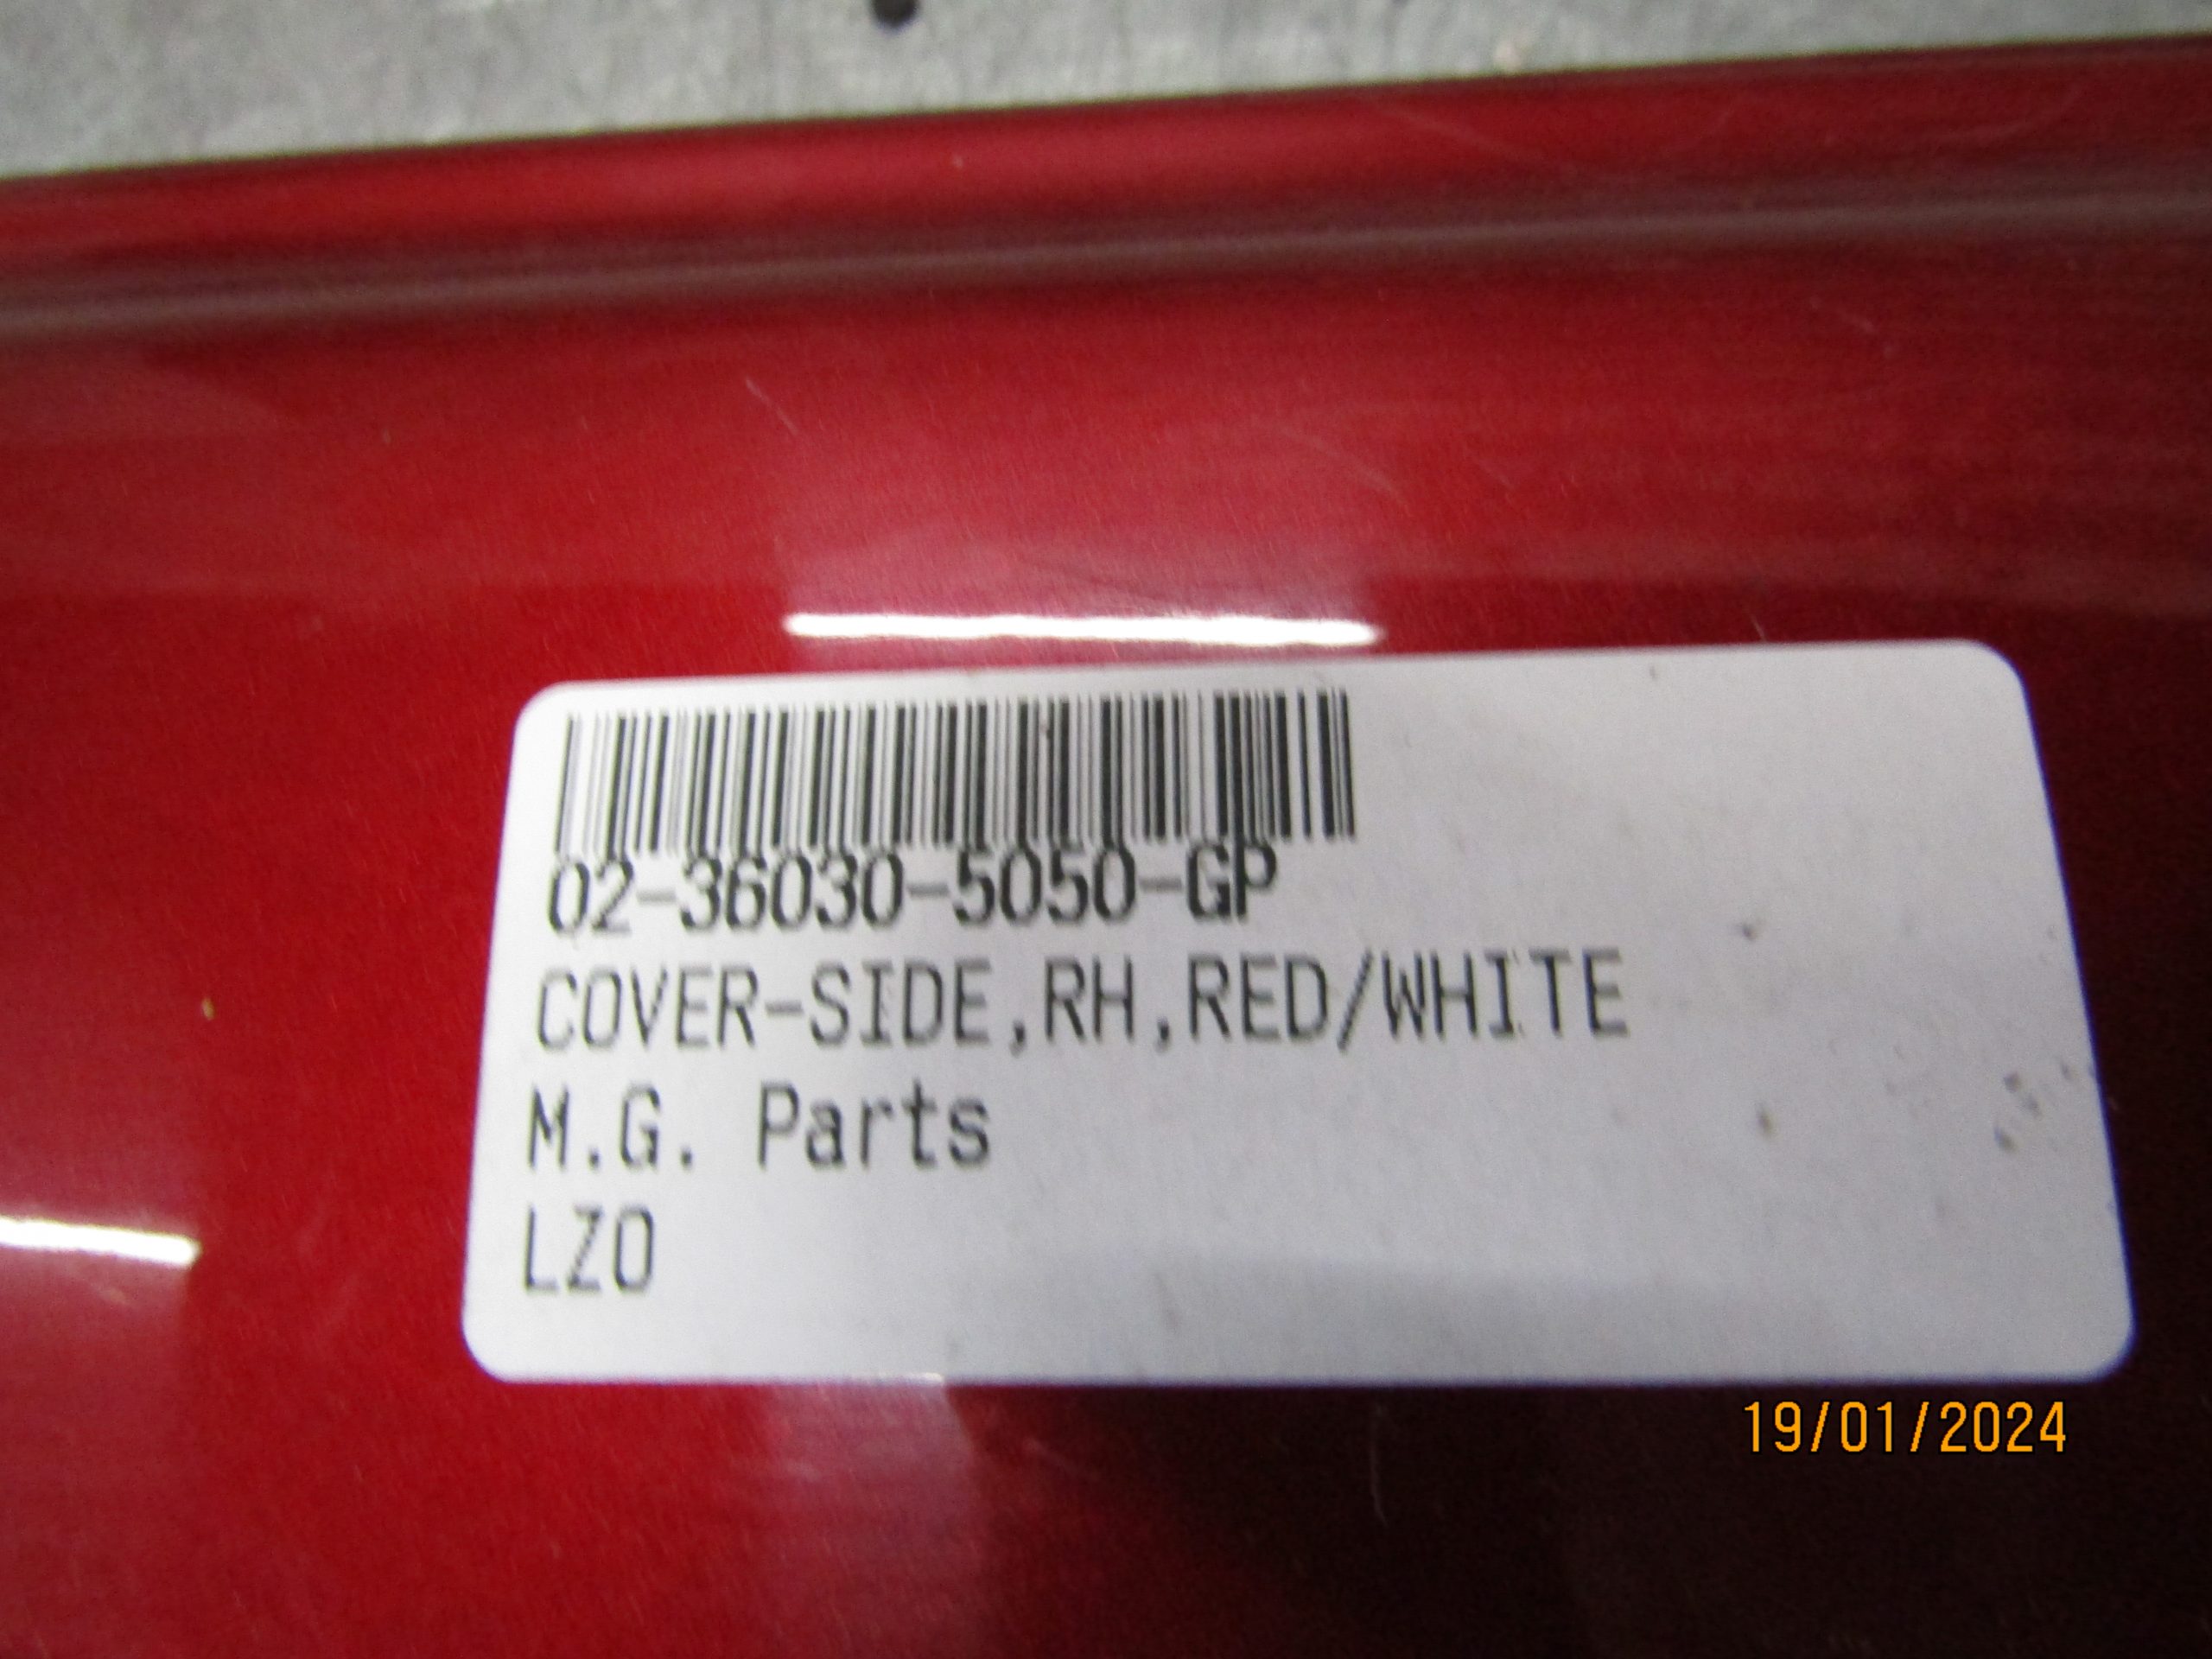 02-36030-5050-GP
COVER-SIDE,RH,RED/WHITE
M.G. Parts
LZO
19/01/2024